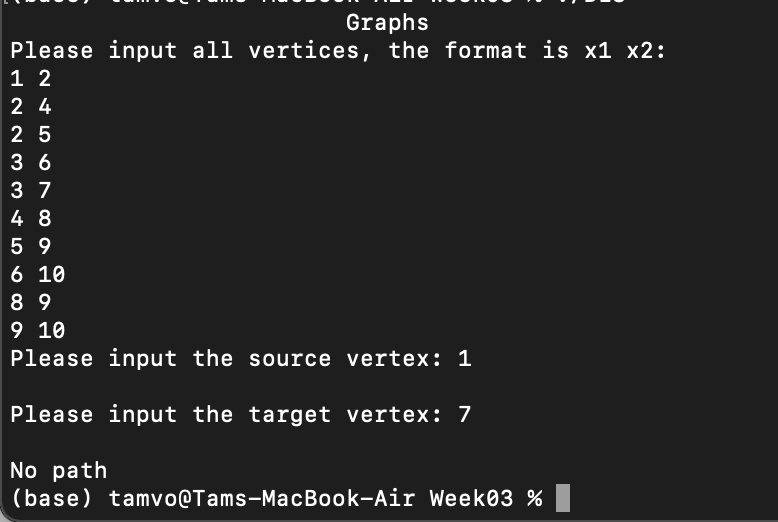 Graphs
Please input all vertices, the format is x1 x2:
1 2
2 4
2 5
3 6
3 7
4 8
5 9
6 10
8 9
9 10
Please input the source vertex: 1
Please input the target vertex: 7
No path
(base) tamvo@Tams-MacBook-Air Week03 %